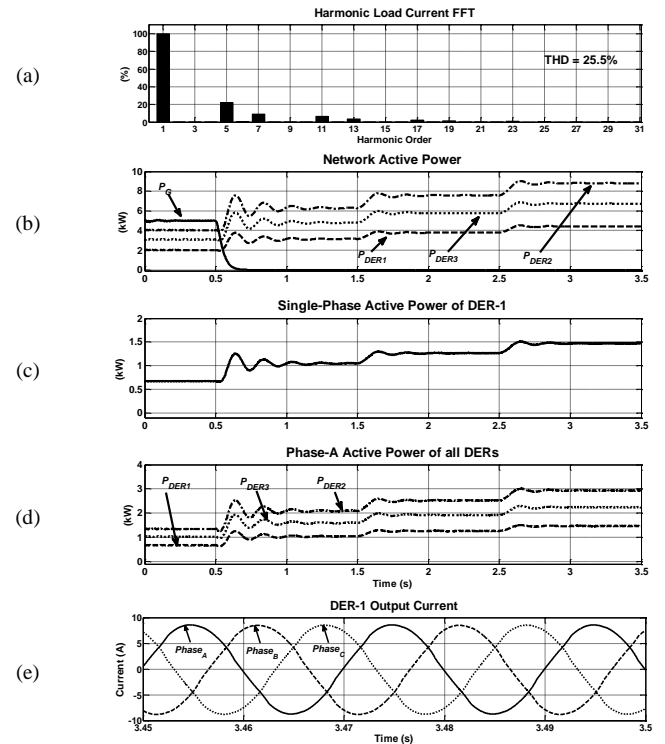 Harmonic Load Current FFT
(a)
100
80
60
40
20
0
(%)
THD = 25.5%
1 3 5 7 9 11 13 15 17 19 21 23 25 27 29 31
Harmonic Order
Network Active Power
(b)
10
8
6
4
2
0
(kW)
P_G
P_DER1
P_DER3
P_DER2
0 0.5 1 1.5 2 2.5 3 3.5
Single-Phase Active Power of DER-1
(c)
2
1.5
1
0.5
0
(kW)
0 0.5 1 1.5 2 2.5 3 3.5
Phase-A Active Power of all DERs
(d)
4
3
2
1
0
(kW)
P_DER1
P_DER3
P_DER2
0 0.5 1 1.5 2 2.5 3 3.5
Time (s)
DER-1 Output Current
(e)
10
5
0
-5
-10
Current (A)
Phase_A
Phase_B
Phase_C
3.45 3.46 3.47 3.48 3.49 3.5
Time (s)